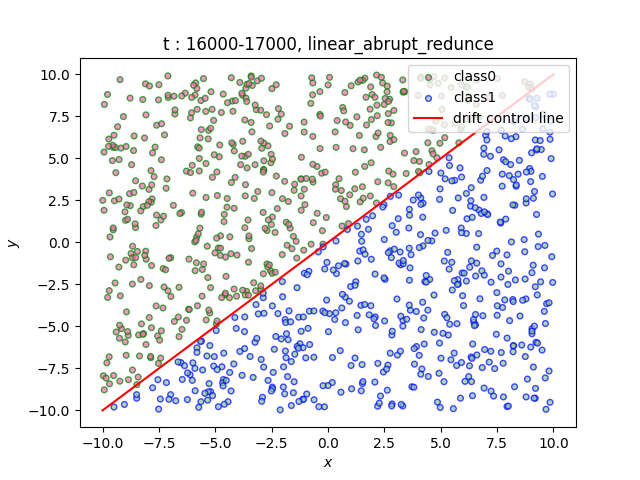 t : 16000-17000, linear_abrupt_redunce
class0
class1
drift control line
10.0
7.5
5.0
2.5
0.0
−2.5
−5.0
−7.5
−10.0
y
−10.0 −7.5 −5.0 −2.5 0.0 2.5 5.0 7.5 10.0
x